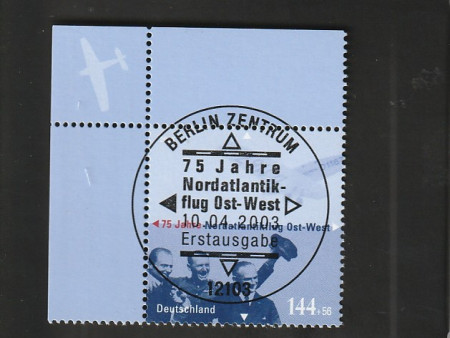 BERLIN ZENTRUM
75 Jahre
Nordatlantik-
flug Ost-West
10.04.2003
75 Jahre Nordatlantikflug Ost-West
Erstausgabe
12103
Deutschland 144+56